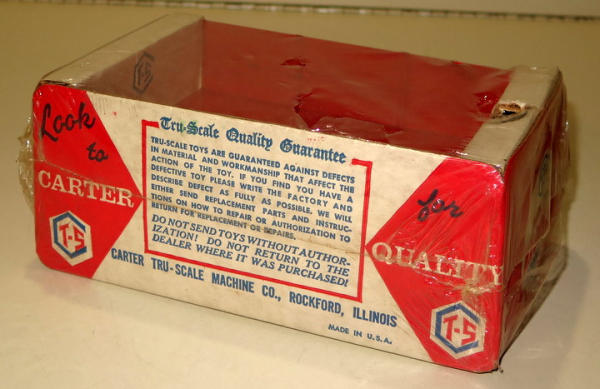 T-S
Look
to
CARTER
T-S
Tru-Scale Quality Guarantee
TRU-SCALE TOYS ARE GUARANTEED AGAINST DEFECTS
IN MATERIAL AND WORKMANSHIP THAT AFFECT THE
ACTION OF THE TOY. IF YOU FIND YOU HAVE A
DEFECTIVE TOY PLEASE WRITE THE FACTORY AND
DESCRIBE DEFECT AS FULLY AS POSSIBLE. WE WILL
EITHER SEND REPLACEMENT PARTS AND INSTRUC-
TIONS ON HOW TO REPAIR OR AUTHORIZATION TO
RETURN FOR REPLACEMENT OR REPAIRS.
DO NOT SEND TOYS WITHOUT AUTHOR-
IZATION! DO NOT RETURN TO THE
DEALER WHERE IT WAS PURCHASED!
CARTER TRU-SCALE MACHINE CO., ROCKFORD, ILLINOIS
MADE IN U.S.A.
for
QUALITY
T-S